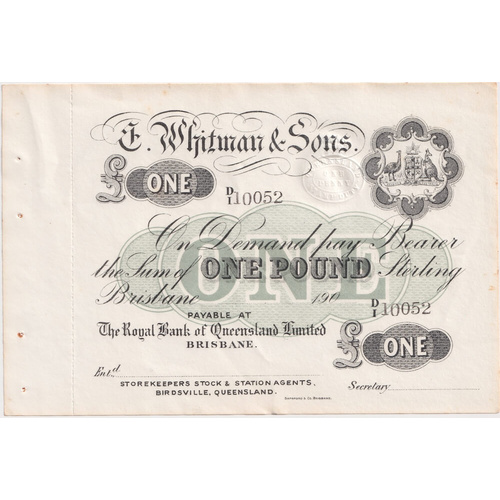 E. Whitman & Sons.
£ ONE
D/1 10052
On Demand pay Bearer
the Sum of ONE POUND Sterling
ONE
Brisbane 190
D/1 10052
PAYABLE AT
The Royal Bank of Queensland Limited
BRISBANE.
£ ONE
Ent.d
Secretary
STOREKEEPERS STOCK & STATION AGENTS,
BIRDSVILLE, QUEENSLAND.